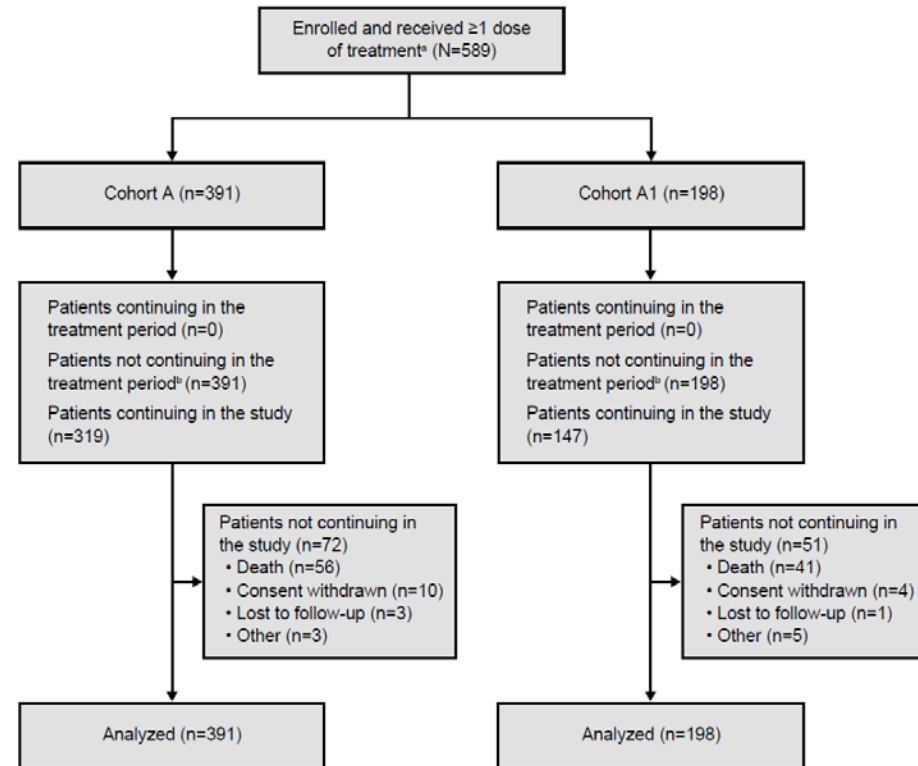 Enrolled and received ≥1 dose
of treatmentᵃ (N=589)
Cohort A (n=391)
Cohort A1 (n=198)
Patients continuing in the
treatment period (n=0)
Patients not continuing in the
treatment periodᵇ (n=391)
Patients continuing in the study
(n=319)
Patients continuing in the
treatment period (n=0)
Patients not continuing in the
treatment periodᵇ (n=198)
Patients continuing in the study
(n=147)
Patients not continuing in
the study (n=72)
• Death (n=56)
• Consent withdrawn (n=10)
• Lost to follow-up (n=3)
• Other (n=3)
Patients not continuing in
the study (n=51)
• Death (n=41)
• Consent withdrawn (n=4)
• Lost to follow-up (n=1)
• Other (n=5)
Analyzed (n=391)
Analyzed (n=198)